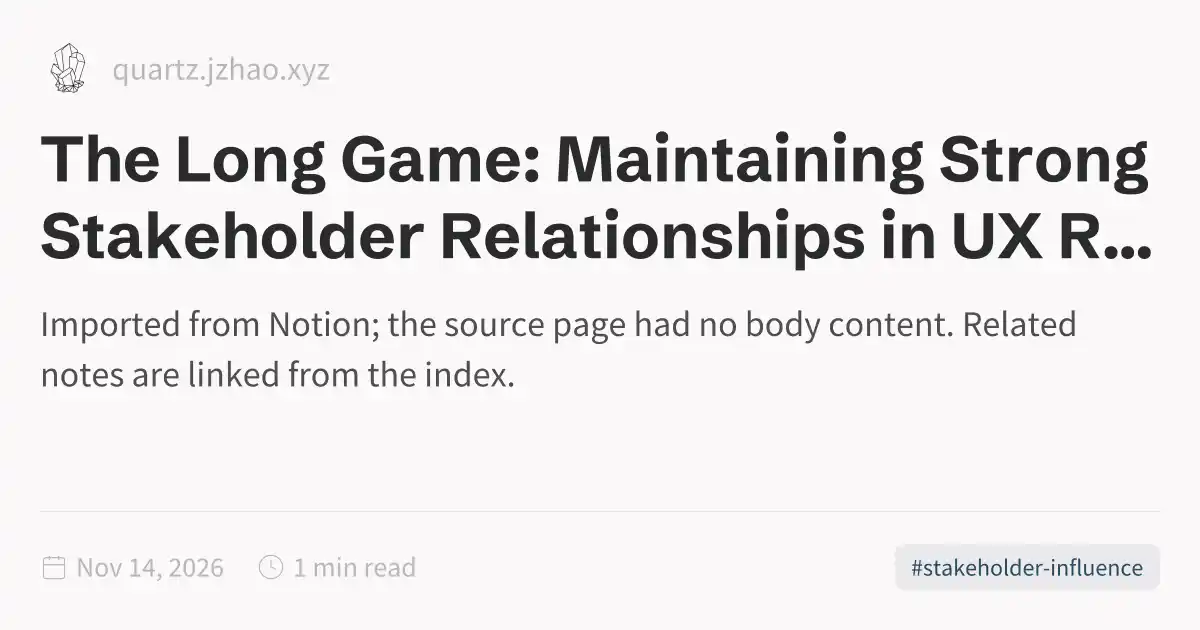 quartz.jzhao.xyz
The Long Game: Maintaining Strong
Stakeholder Relationships in UX R...
Imported from Notion; the source page had no body content. Related
notes are linked from the index.
Nov 14, 2026
1 min read
#stakeholder-influence